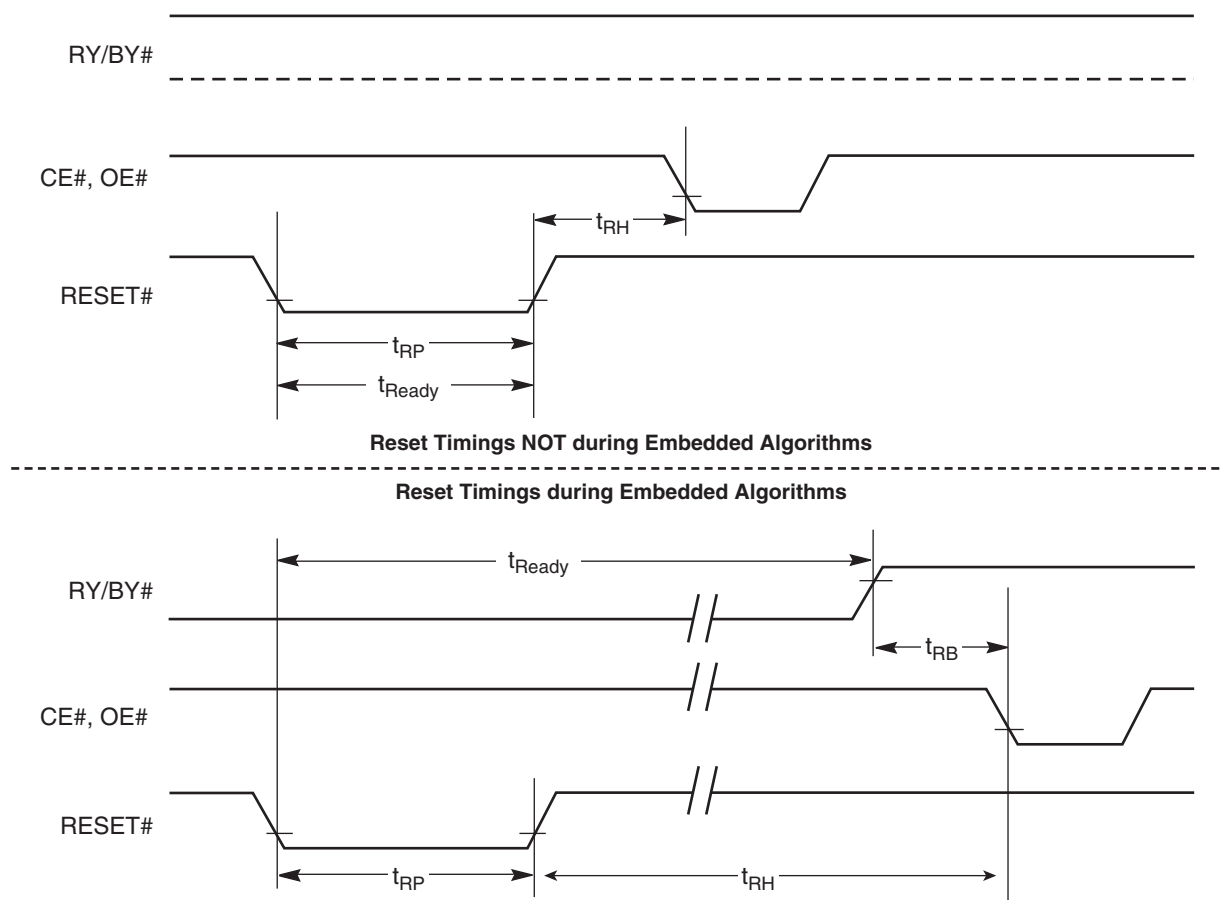 RY/BY#
CE#, OE#
tRH
RESET#
tRP
tReady
Reset Timings NOT during Embedded Algorithms
Reset Timings during Embedded Algorithms
tReady
RY/BY#
tRB
CE#, OE#
RESET#
tRP
tRH